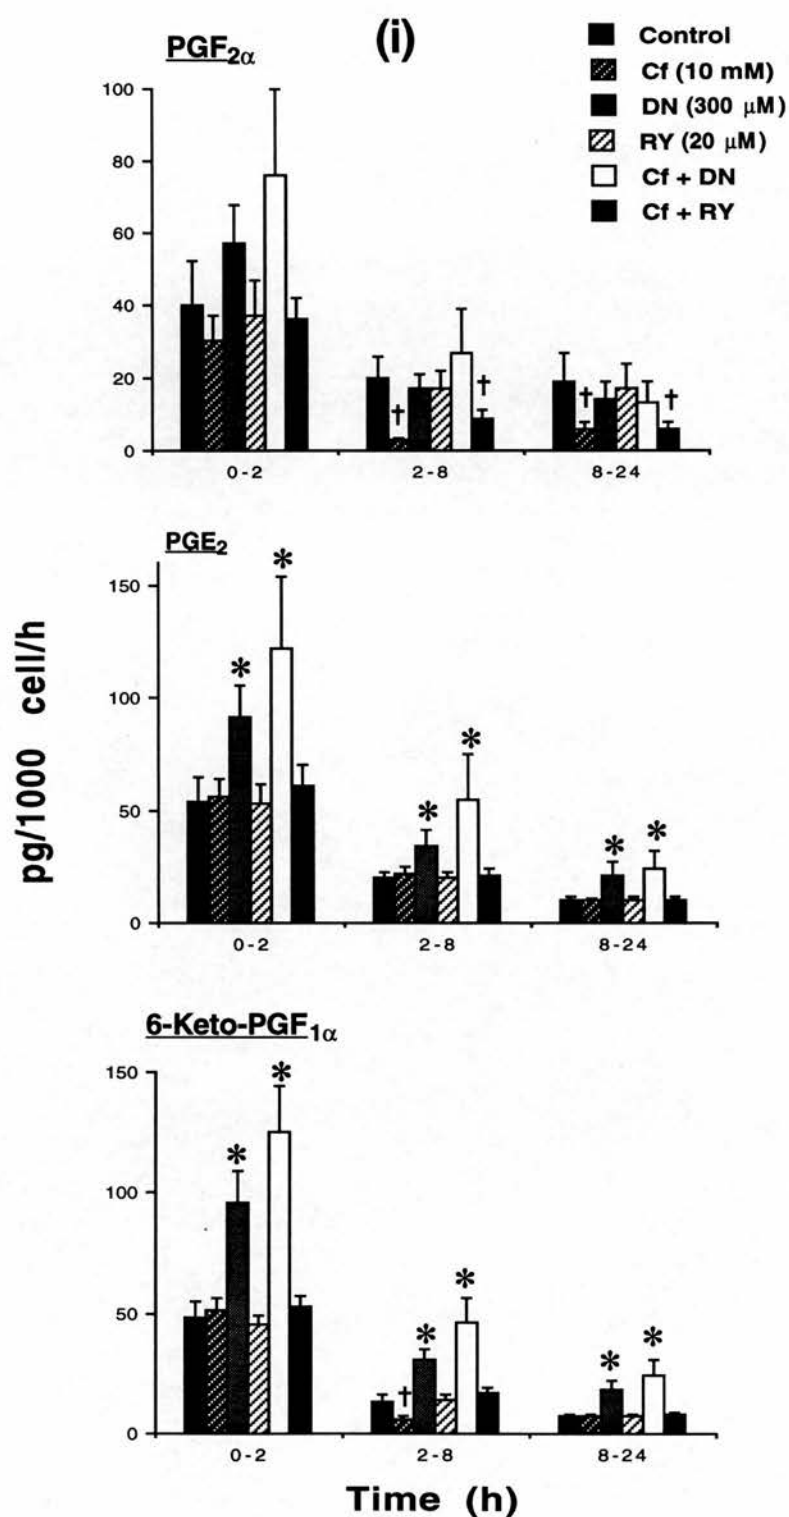 (i)
PGF2α
Control
Cf (10 mM)
DN (300 µM)
RY (20 µM)
Cf + DN
Cf + RY
100
80
60
40
20
0
† † † †
0-2 2-8 8-24
PGE2
150
100
50
0
* * * * * *
0-2 2-8 8-24
pg/1000 cell/h
6-Keto-PGF1α
150
100
50
0
* * † * * * *
0-2 2-8 8-24
Time (h)